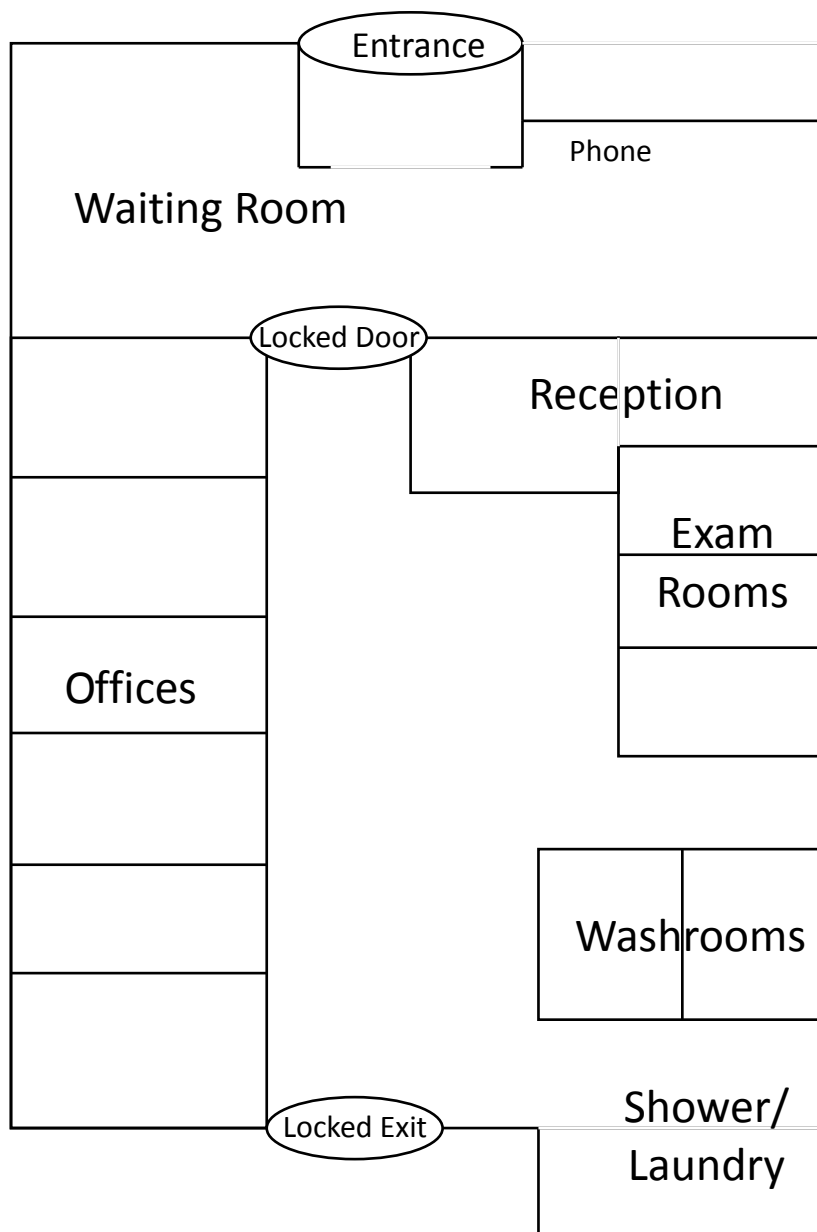 Entrance
Phone
Waiting Room
Locked Door
Reception
Exam
Rooms
Offices
Washrooms
Shower/
Laundry
Locked Exit